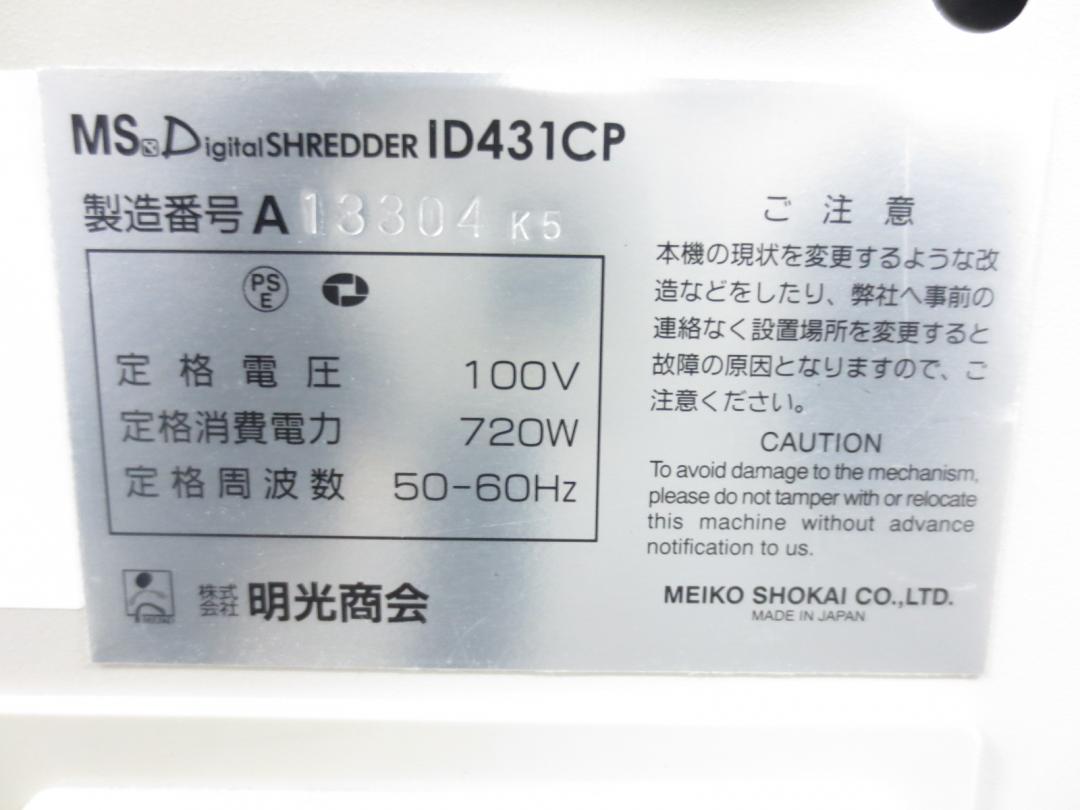 MS DigitalSHREDDER ID431CP
製造番号 A 13304 K5
PS
E
定格電圧 100V
定格消費電力 720W
定格周波数 50-60Hz
株式
会社 明光商会
ご注意
本機の現状を変更するような改
造などをしたり、弊社へ事前の
連絡なく設置場所を変更すると
故障の原因となりますので、ご
注意ください。
CAUTION
To avoid damage to the mechanism,
please do not tamper with or relocate
this machine without advance
notification to us.
MEIKO SHOKAI CO.,LTD.
MADE IN JAPAN